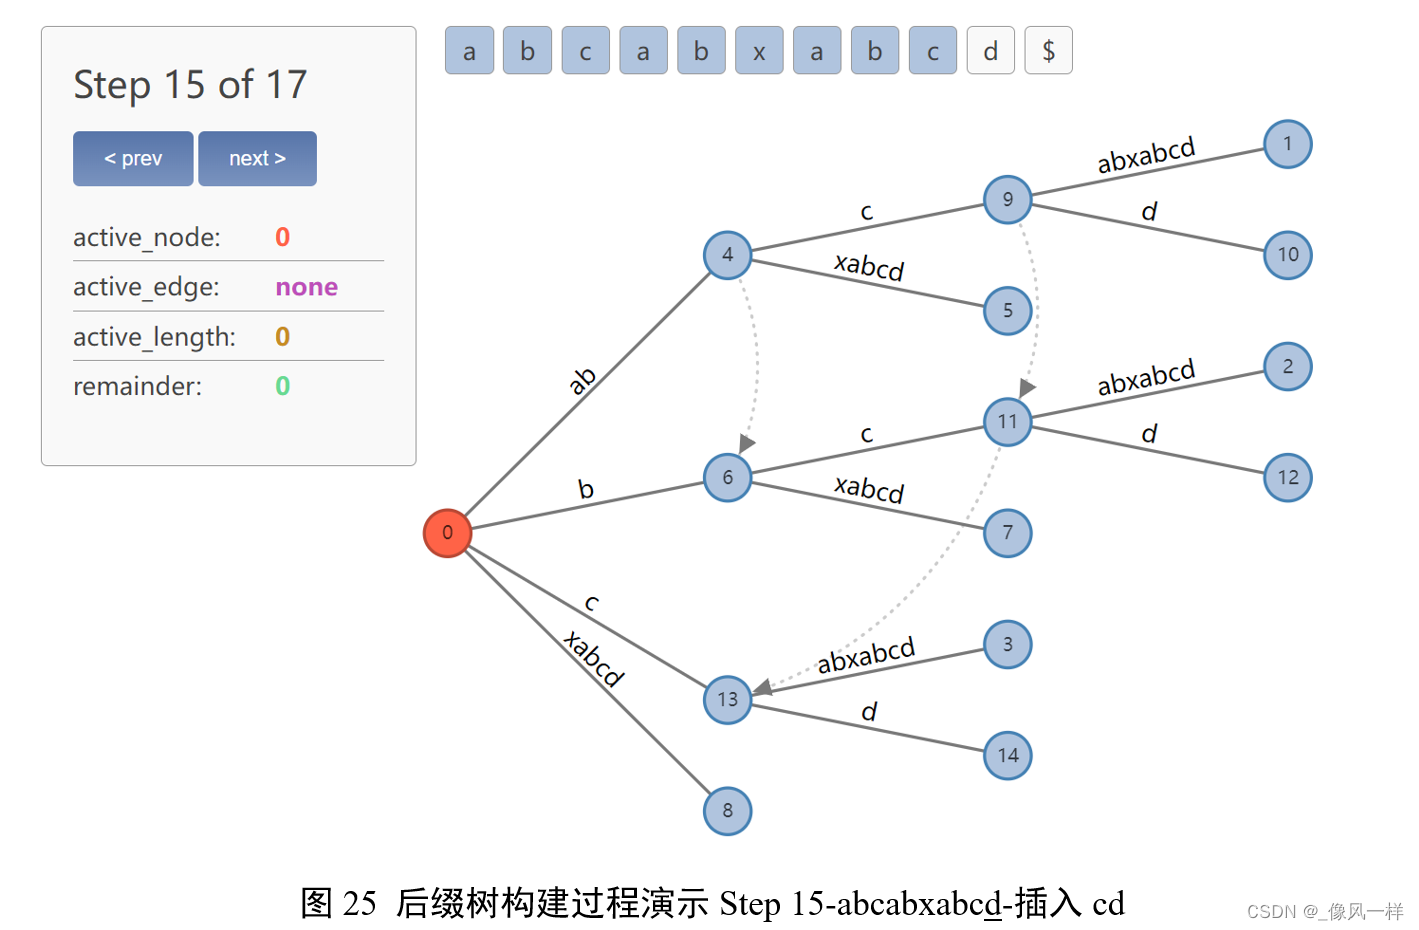 Step 15 of 17
< prev
next >
active_node: 0
active_edge: none
active_length: 0
remainder: 0
a b c a b x a b c d $
1
abxabcd
9
c
d
4
10
xabcd
5
2
abxabcd
ab
11
c
d
6
12
b
xabcd
7
0
c
3
abxabcd
xabcd
13
d
14
8
图 25 后缀树构建过程演示 Step 15-abcabxabcd-插入 cd
CSDN @_像风一样